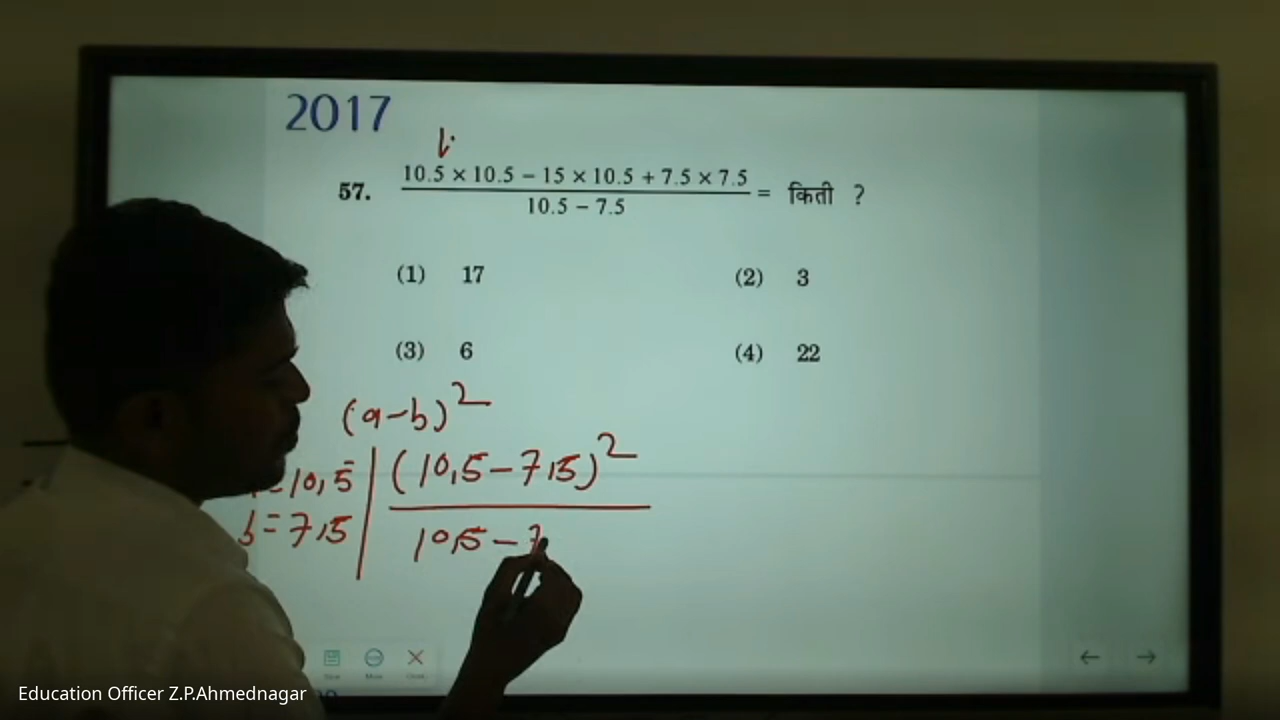 2017
57. 10.5 × 10.5 − 15 × 10.5 + 7.5 × 7.5
10.5 − 7.5
= किती ?
(1) 17
(2) 3
(3) 6
(4) 22
(a-b)²
=10,5
b=7,5
(10,5-7,5)²
10,5-7
Education Officer Z.P.Ahmednagar